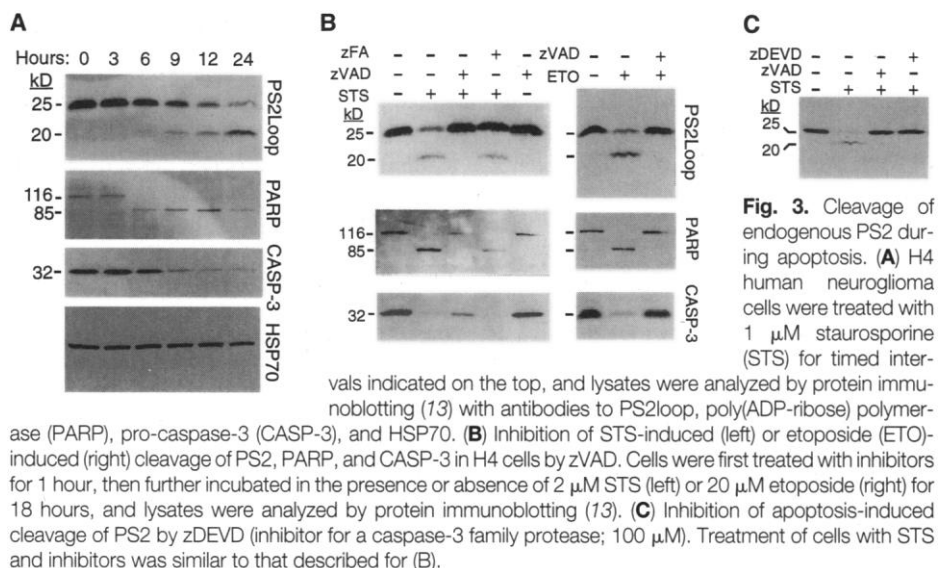 A
Hours: 0 3 6 9 12 24
kD
25-
20-
PS2Loop
116-
85-
PARP
32-
CASP-3
HSP70
B
zFA - - - + -
zVAD - - + - +
STS - + + + -
kD
25-
20-
116-
85-
32-
zVAD - - +
ETO - + +
PS2Loop
PARP
CASP-3
C
zDEVD - - - +
zVAD - - + -
STS - + + +
kD
25
20
Fig. 3. Cleavage of
endogenous PS2 dur-
ing apoptosis. (A) H4
human neuroglioma
cells were treated with
1 μM staurosporine
(STS) for timed inter-
vals indicated on the top, and lysates were analyzed by protein immu-
noblotting (13) with antibodies to PS2loop, poly(ADP-ribose) polymer-
ase (PARP), pro-caspase-3 (CASP-3), and HSP70. (B) Inhibition of STS-induced (left) or etoposide (ETO)-
induced (right) cleavage of PS2, PARP, and CASP-3 in H4 cells by zVAD. Cells were first treated with inhibitors
for 1 hour, then further incubated in the presence or absence of 2 μM STS (left) or 20 μM etoposide (right) for
18 hours, and lysates were analyzed by protein immunoblotting (13). (C) Inhibition of apoptosis-induced
cleavage of PS2 by zDEVD (inhibitor for a caspase-3 family protease; 100 μM). Treatment of cells with STS
and inhibitors was similar to that described for (B).